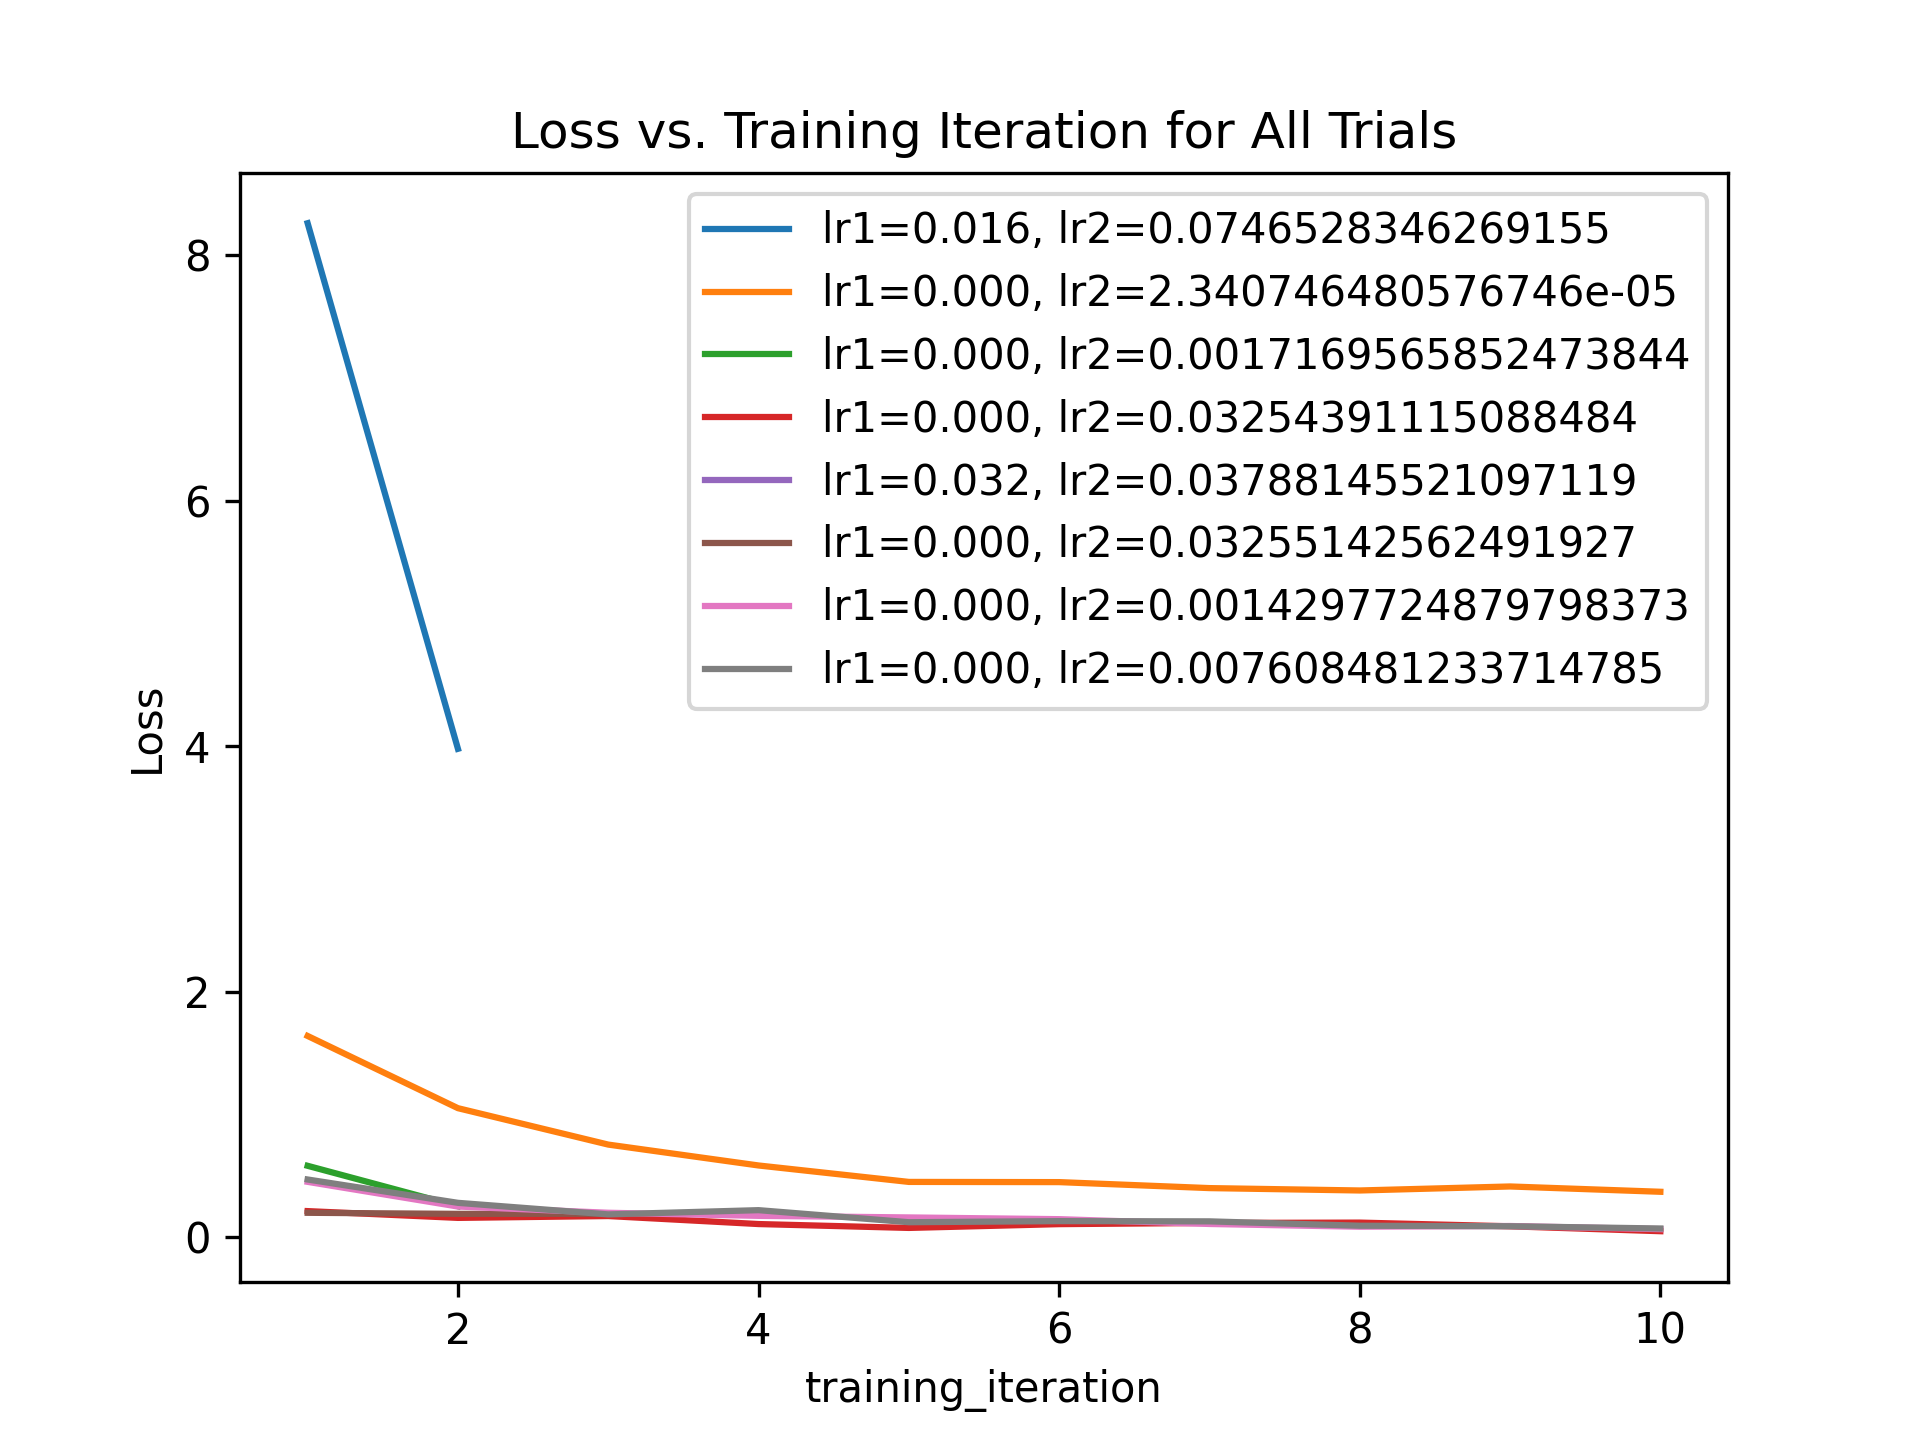 Loss vs. Training Iteration for All Trials
lr1=0.016, lr2=0.0746528346269155
lr1=0.000, lr2=2.340746480576746e-05
lr1=0.000, lr2=0.0017169565852473844
lr1=0.000, lr2=0.03254391115088484
lr1=0.032, lr2=0.03788145521097119
lr1=0.000, lr2=0.03255142562491927
lr1=0.000, lr2=0.0014297724879798373
lr1=0.000, lr2=0.007608481233714785
8
6
4
2
0
Loss
2
4
6
8
10
training_iteration